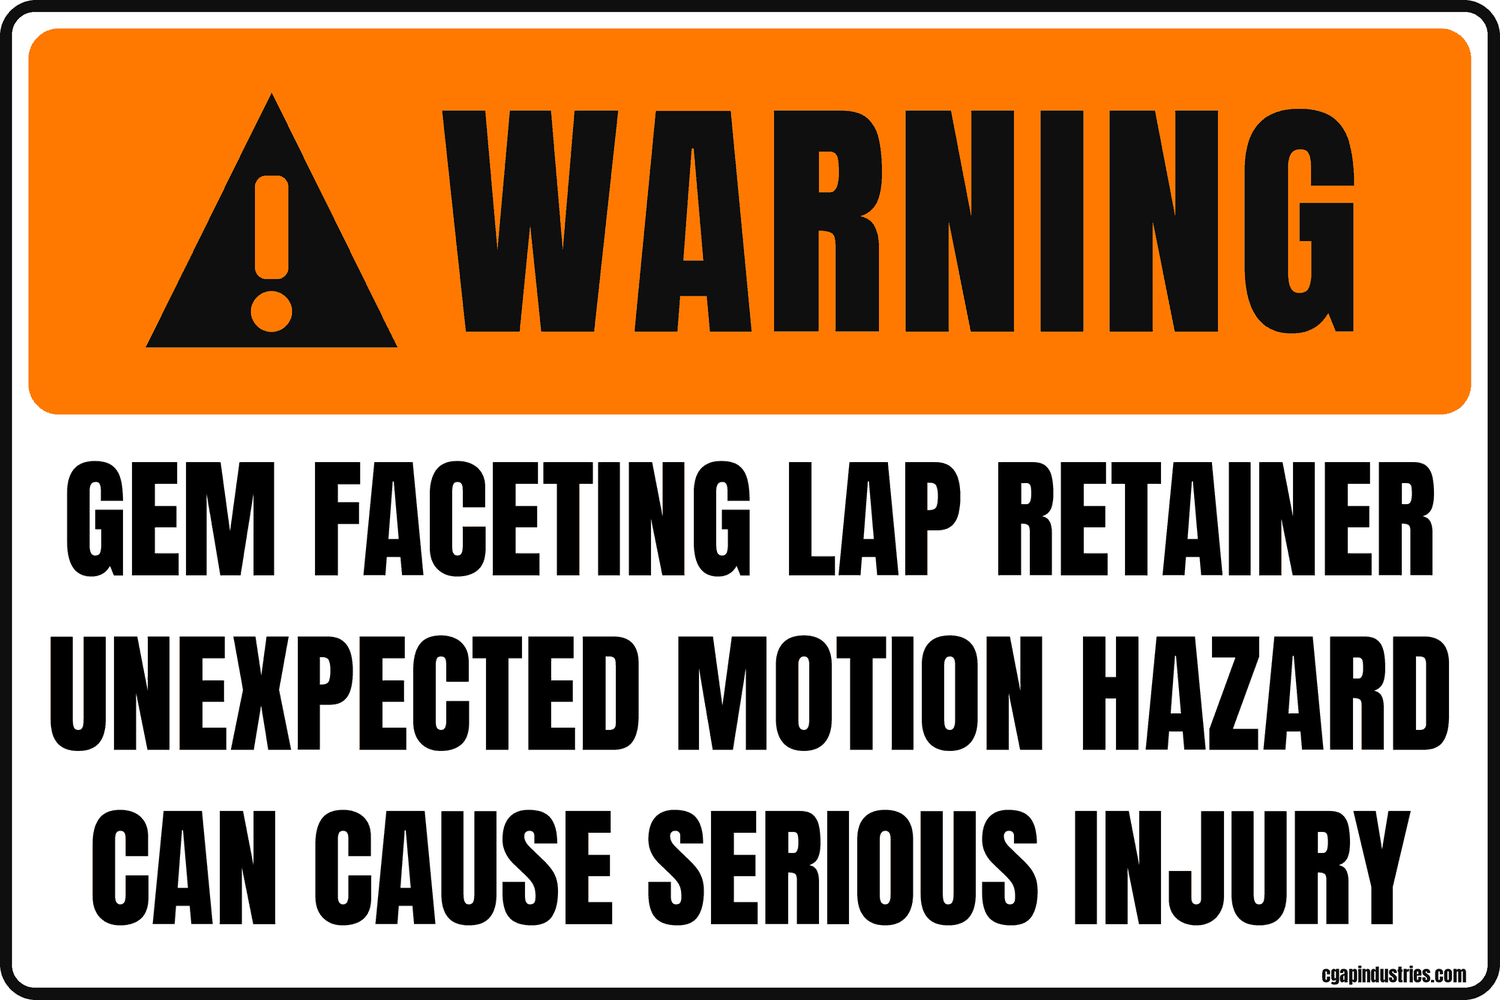 WARNING
GEM FACETING LAP RETAINER
UNEXPECTED MOTION HAZARD
CAN CAUSE SERIOUS INJURY
cgapindustries.com